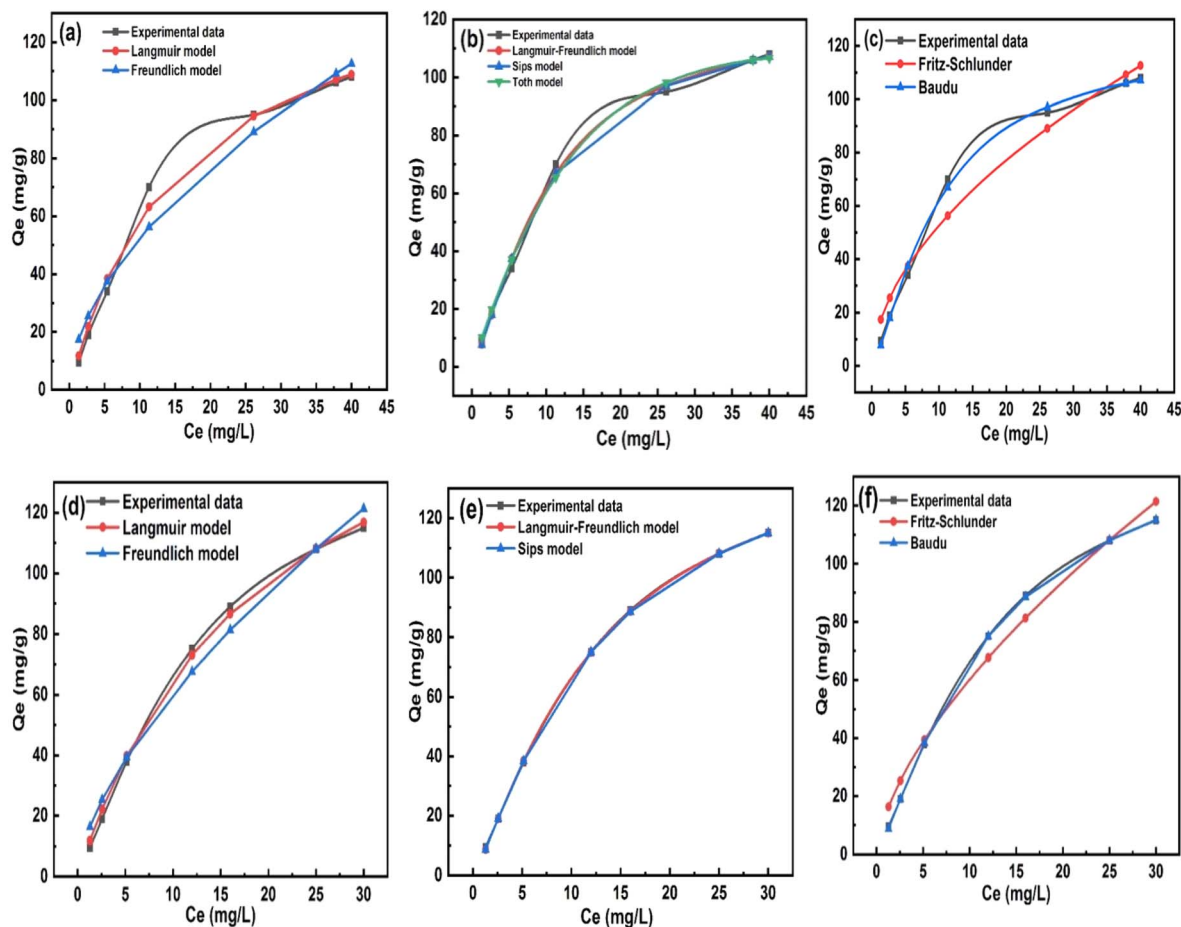 (a)
Experimental data
Langmuir model
Freundlich model
120
100
80
60
40
20
0
Qe (mg/g)
0 5 10 15 20 25 30 35 40 45
Ce (mg/L)
(b)
Experimental data
Langmuir-Freundlich model
Sips model
Toth model
120
100
80
60
40
20
0
Qe (mg/g)
0 5 10 15 20 25 30 35 40 45
Ce (mg/L)
(c)
Experimental data
Fritz-Schlunder
Baudu
120
100
80
60
40
20
0
Qe (mg/g)
0 5 10 15 20 25 30 35 40 45
Ce (mg/L)
(d)
Experimental data
Langmuir model
Freundlich model
120
100
80
60
40
20
0
Qe (mg/g)
0 5 10 15 20 25 30
Ce (mg/L)
(e)
Experimental data
Langmuir-Freundlich model
Sips model
120
100
80
60
40
20
0
Qe (mg/g)
0 5 10 15 20 25 30
Ce (mg/L)
(f)
Experimental data
Fritz-Schlunder
Baudu
120
100
80
60
40
20
0
Qe (mg/g)
0 5 10 15 20 25 30
Ce (mg/L)